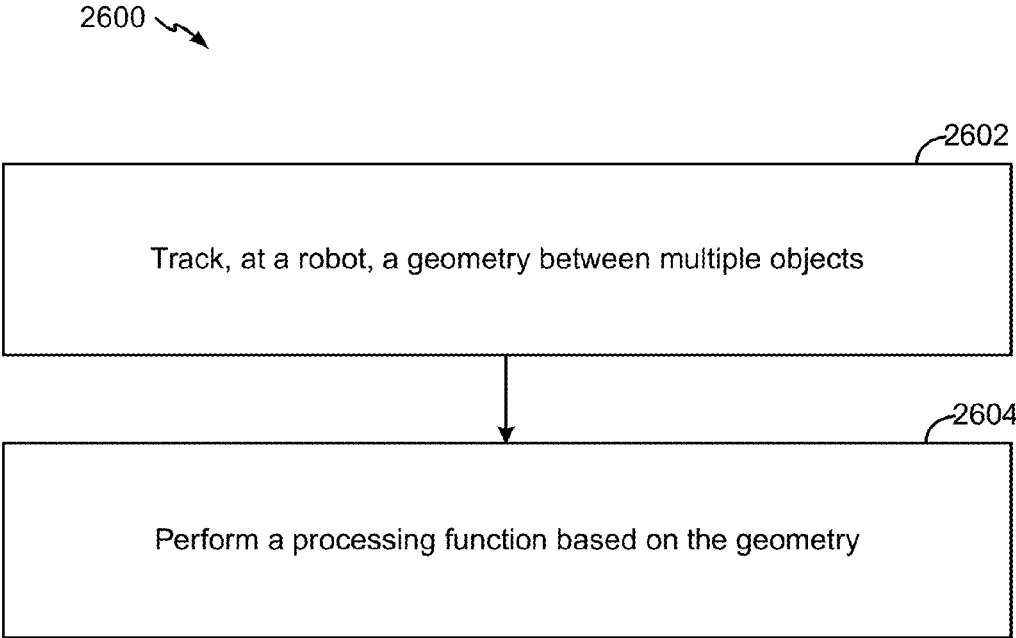 2600
2602
Track, at a robot, a geometry between multiple objects
2604
Perform a processing function based on the geometry